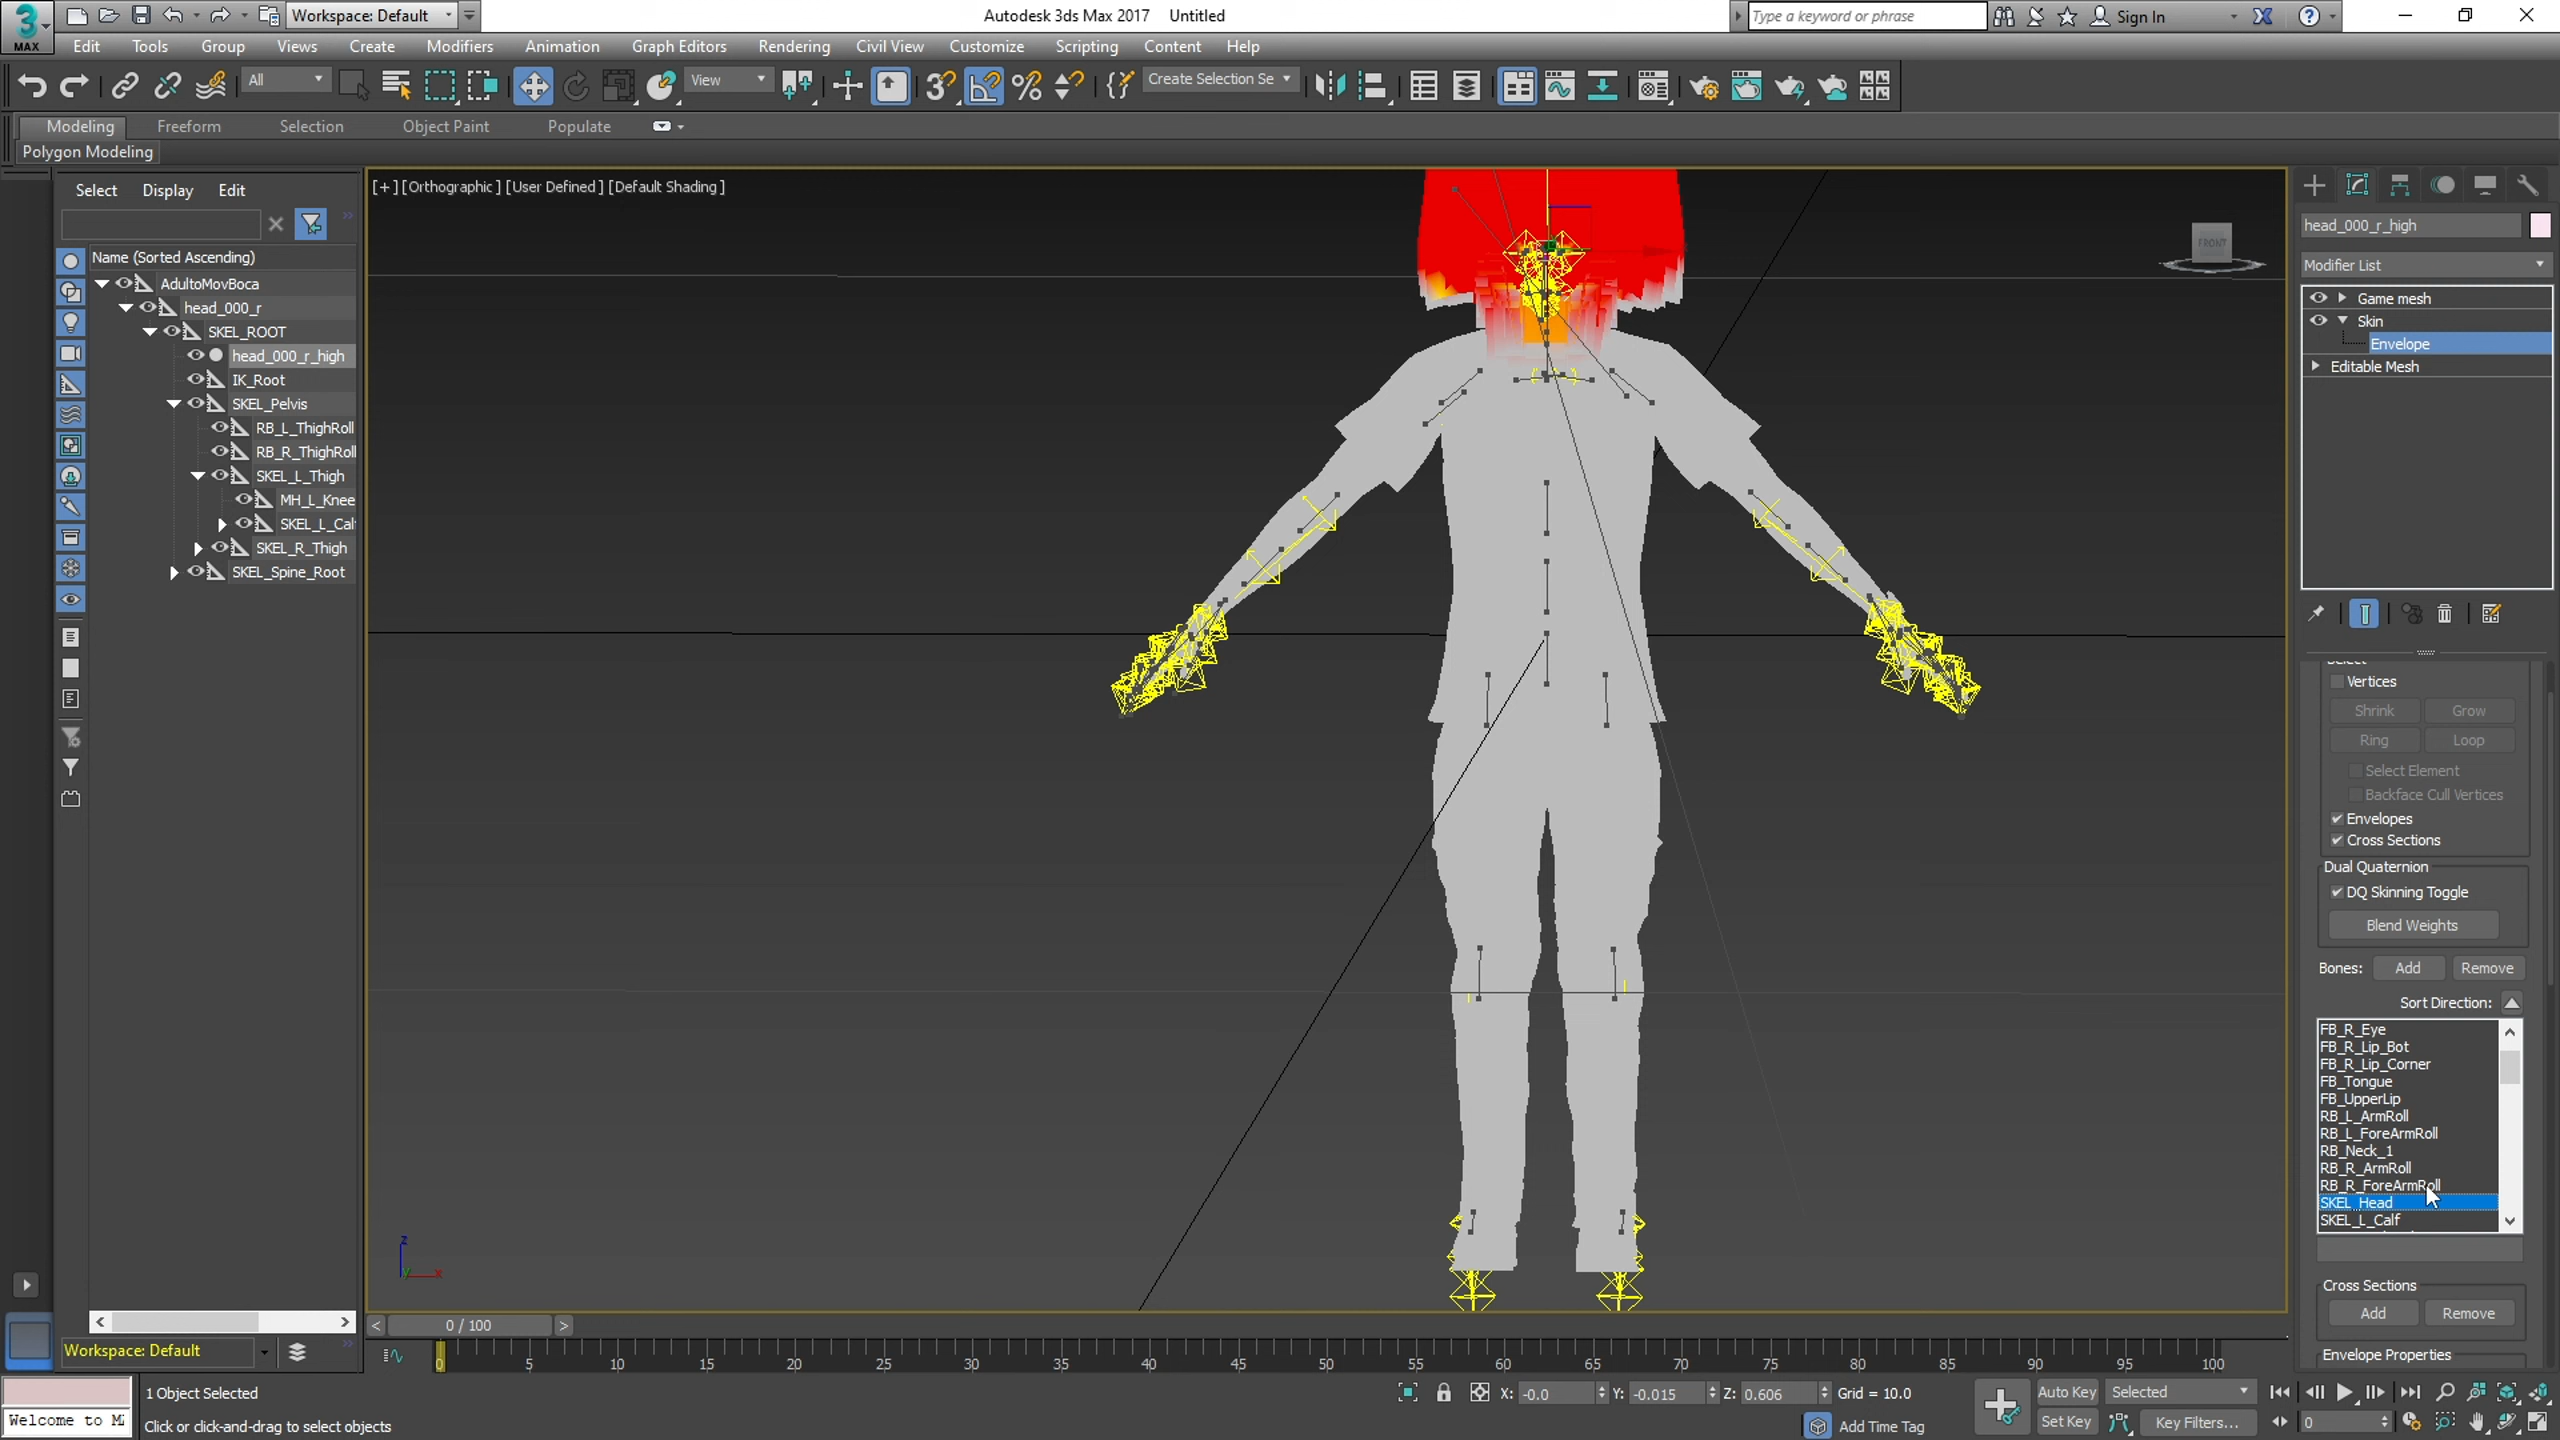 Workspace: Default
Autodesk 3ds Max 2017 Untitled
Type a keyword or phrase
Sign In
MAX
Edit Tools Group Views Create Modifiers Animation Graph Editors Rendering Civil View Customize Scripting Content Help
All
View
Create Selection Se
Modeling Freeform Selection Object Paint Populate
Polygon Modeling
Select Display Edit
Name (Sorted Ascending)
AdultoMovBoca
head_000_r
SKEL_ROOT
head_000_r_high
IK_Root
SKEL_Pelvis
RB_L_ThighRoll
RB_R_ThighRoll
SKEL_L_Thigh
MH_L_Knee
SKEL_L_Cal
SKEL_R_Thigh
SKEL_Spine_Root
Workspace: Default
[+] [Orthographic] [User Defined] [Default Shading]
FRONT
z
x
head_000_r_high
Modifier List
Game mesh
Skin
Envelope
Editable Mesh
Select
Vertices
Shrink Grow
Ring Loop
Select Element
Backface Cull Vertices
Envelopes
Cross Sections
Dual Quaternion
DQ Skinning Toggle
Blend Weights
Bones: Add Remove
Sort Direction:
FB_R_Eye
FB_R_Lip_Bot
FB_R_Lip_Corner
FB_Tongue
FB_UpperLip
RB_L_ArmRoll
RB_L_ForeArmRoll
RB_Neck_1
RB_R_ArmRoll
RB_R_ForeArmRoll
SKEL_Head
SKEL_L_Calf
Cross Sections
Add Remove
Envelope Properties
0 / 100
0 5 10 15 20 25 30 35 40 45 50 55 60 65 70 75 80 85 90 95 100
1 Object Selected
Welcome to M
Click or click-and-drag to select objects
X: -0.0 Y: -0.015 Z: 0.606 Grid = 10.0
Add Time Tag
Auto Key Selected
Set Key Key Filters...
0